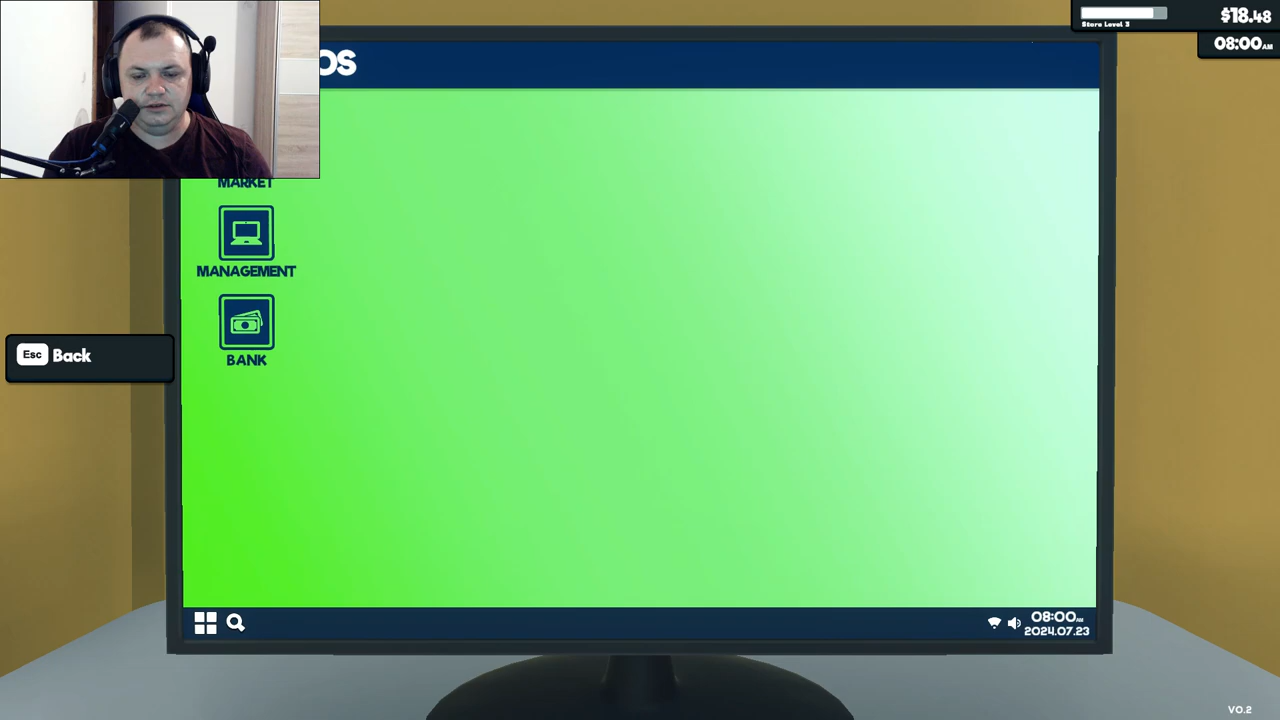 $18.48
Store Level 3
08:00AM
OS
MARKET
MANAGEMENT
Esc Back
BANK
08:00AM
2024.07.23
V0.2